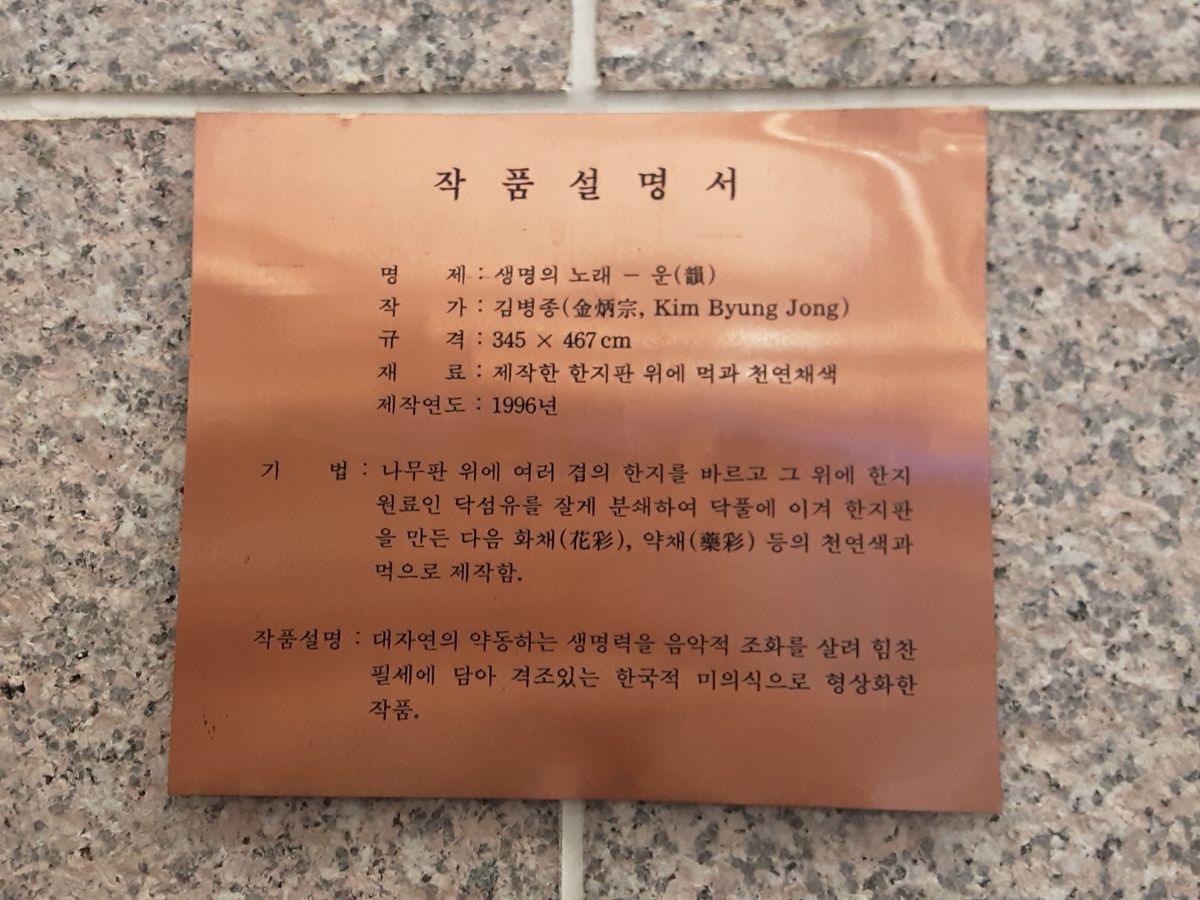 작 품 설 명 서
명 제 : 생명의 노래 - 운(韻)
작 가 : 김병종(金炳宗, Kim Byung Jong)
규 격 : 345 × 467cm
재 료 : 제작한 한지판 위에 먹과 천연채색
제작연도 : 1996년
기 법 : 나무판 위에 여러 겹의 한지를 바르고 그 위에 한지
원료인 닥섬유를 잘게 분쇄하여 닥풀에 이겨 한지판
을 만든 다음 화채(花彩), 약채(藥彩) 등의 천연색과
먹으로 제작함.
작품설명 : 대자연의 약동하는 생명력을 음악적 조화를 살려 힘찬
필세에 담아 격조있는 한국적 미의식으로 형상화한
작품.